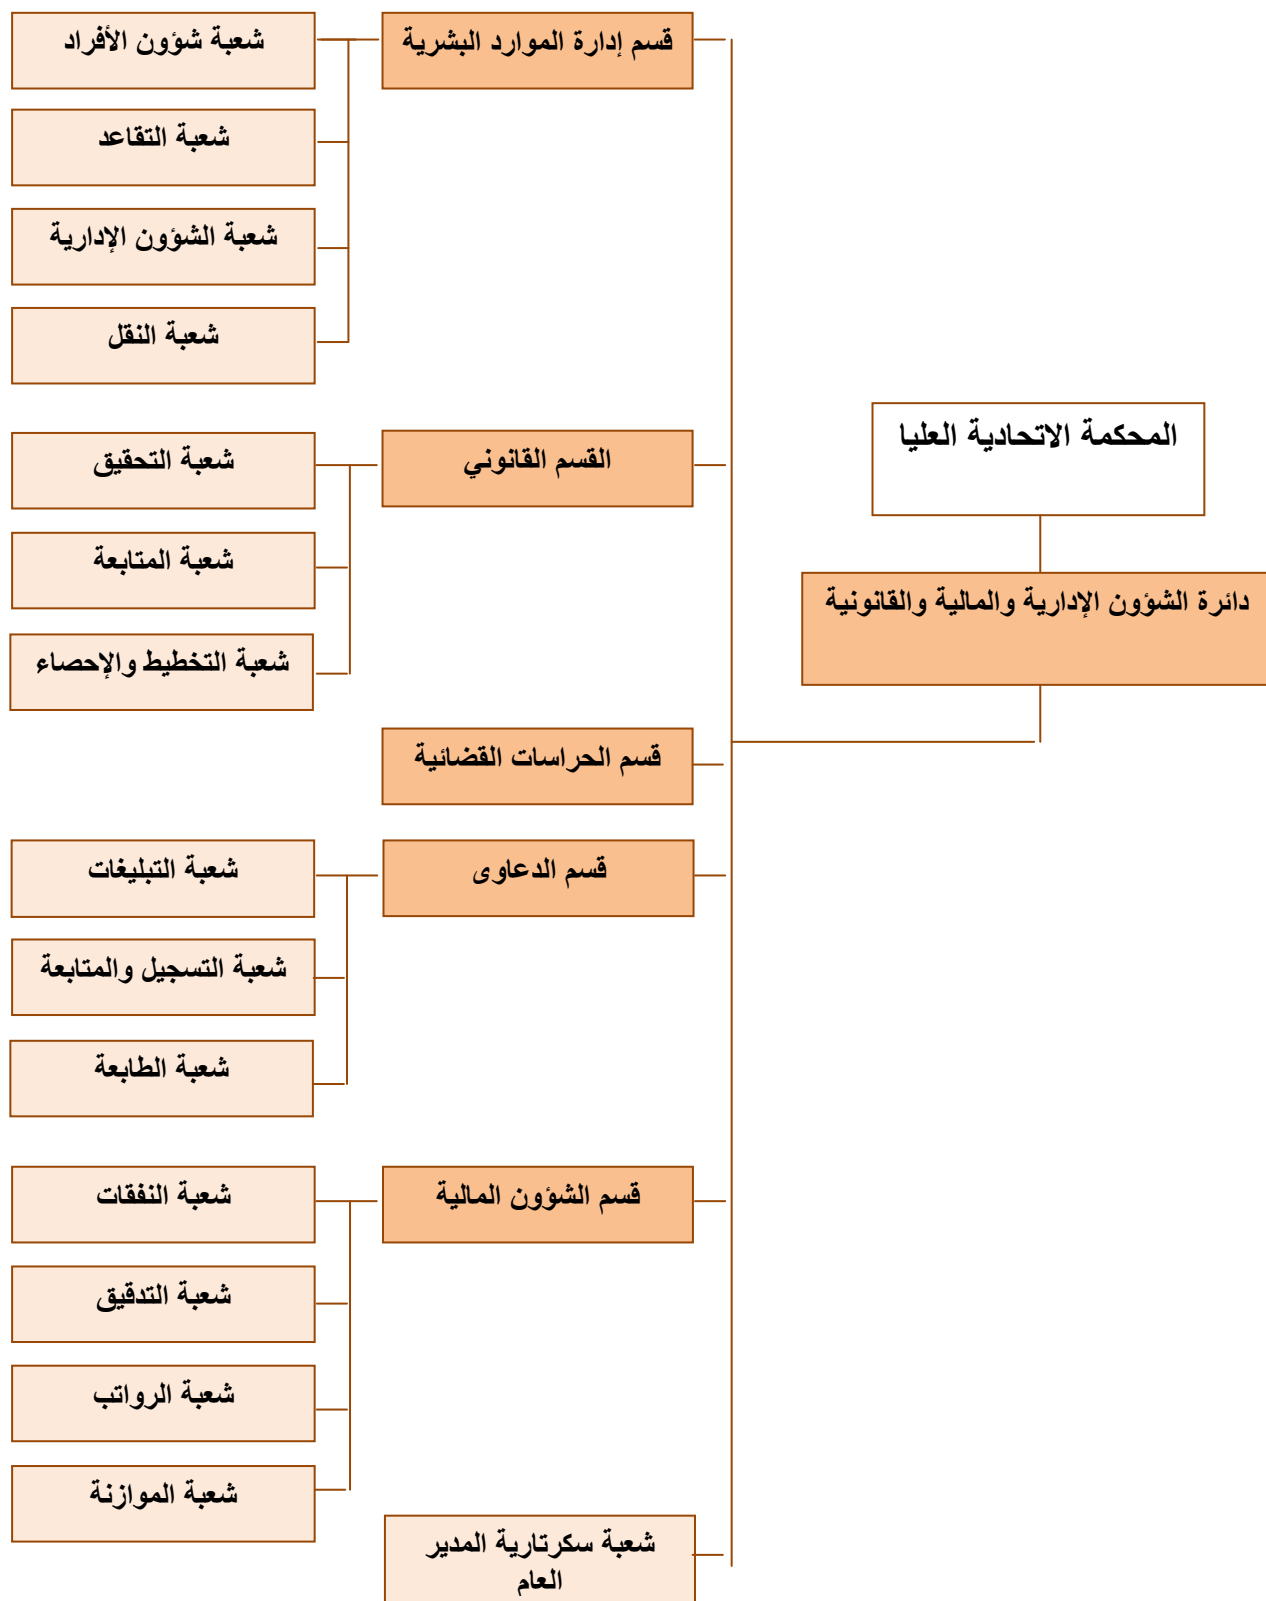 المحكمة الاتحادية العليا
دائرة الشؤون الإدارية والمالية والقانونية
قسم إدارة الموارد البشرية
شعبة شؤون الأفراد
شعبة التقاعد
شعبة الشؤون الإدارية
شعبة النقل
القسم القانوني
شعبة التحقيق
شعبة المتابعة
شعبة التخطيط والإحصاء
قسم الحراسات القضائية
قسم الدعاوى
شعبة التبليغات
شعبة التسجيل والمتابعة
شعبة الطابعة
قسم الشؤون المالية
شعبة النفقات
شعبة التدقيق
شعبة الرواتب
شعبة الموازنة
شعبة سكرتارية المدير
العام